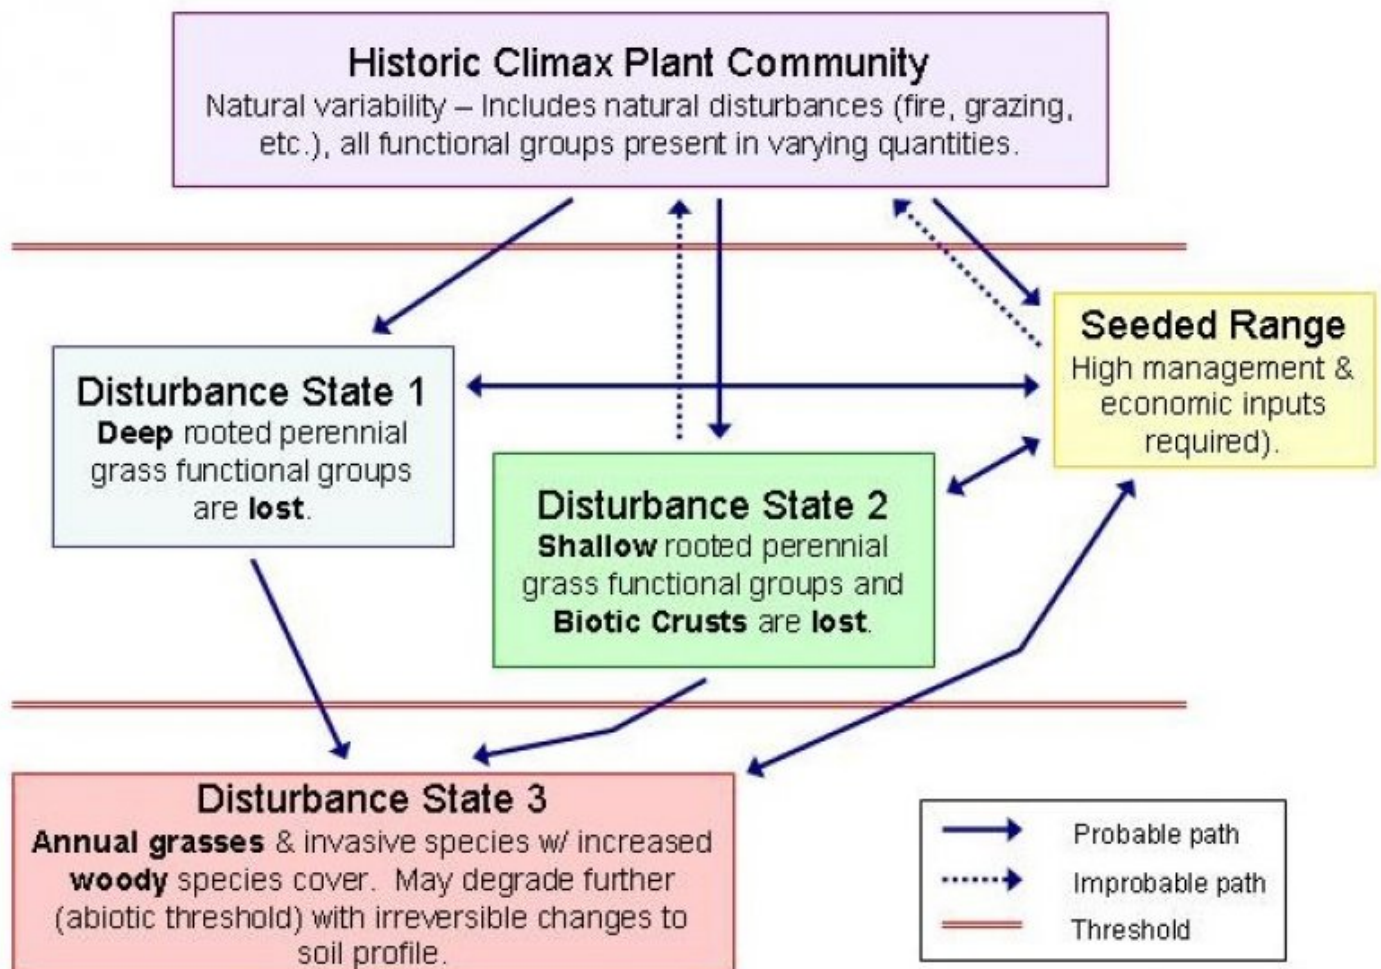 Historic Climax Plant Community
Natural variability – Includes natural disturbances (fire, grazing,
etc.), all functional groups present in varying quantities.
Seeded Range
High management &
economic inputs
required).
Disturbance State 1
Deep rooted perennial
grass functional groups
are lost.
Disturbance State 2
Shallow rooted perennial
grass functional groups and
Biotic Crusts are lost.
Disturbance State 3
Annual grasses & invasive species w/ increased
woody species cover.  May degrade further
(abiotic threshold) with irreversible changes to
soil profile.
Probable path
Improbable path
Threshold